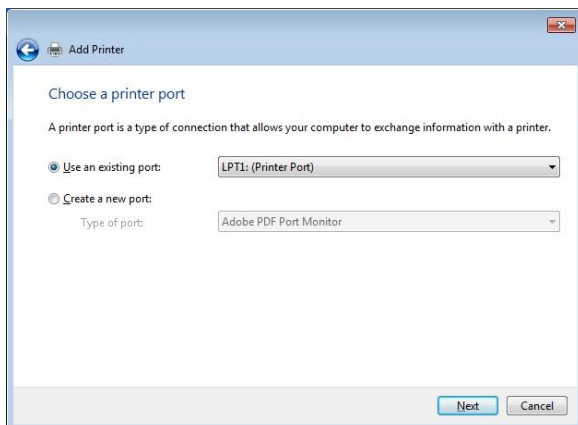 Add Printer
Choose a printer port
A printer port is a type of connection that allows your computer to exchange information with a printer.
Use an existing port: LPT1: (Printer Port)
Create a new port:
Type of port: Adobe PDF Port Monitor
Next Cancel